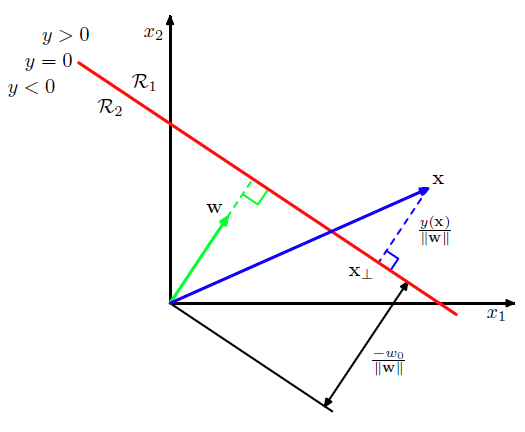 y > 0
x₂
y = 0
R₁
y < 0
R₂
w
x
y(x)/‖w‖
x⊥
x₁
−w₀/‖w‖